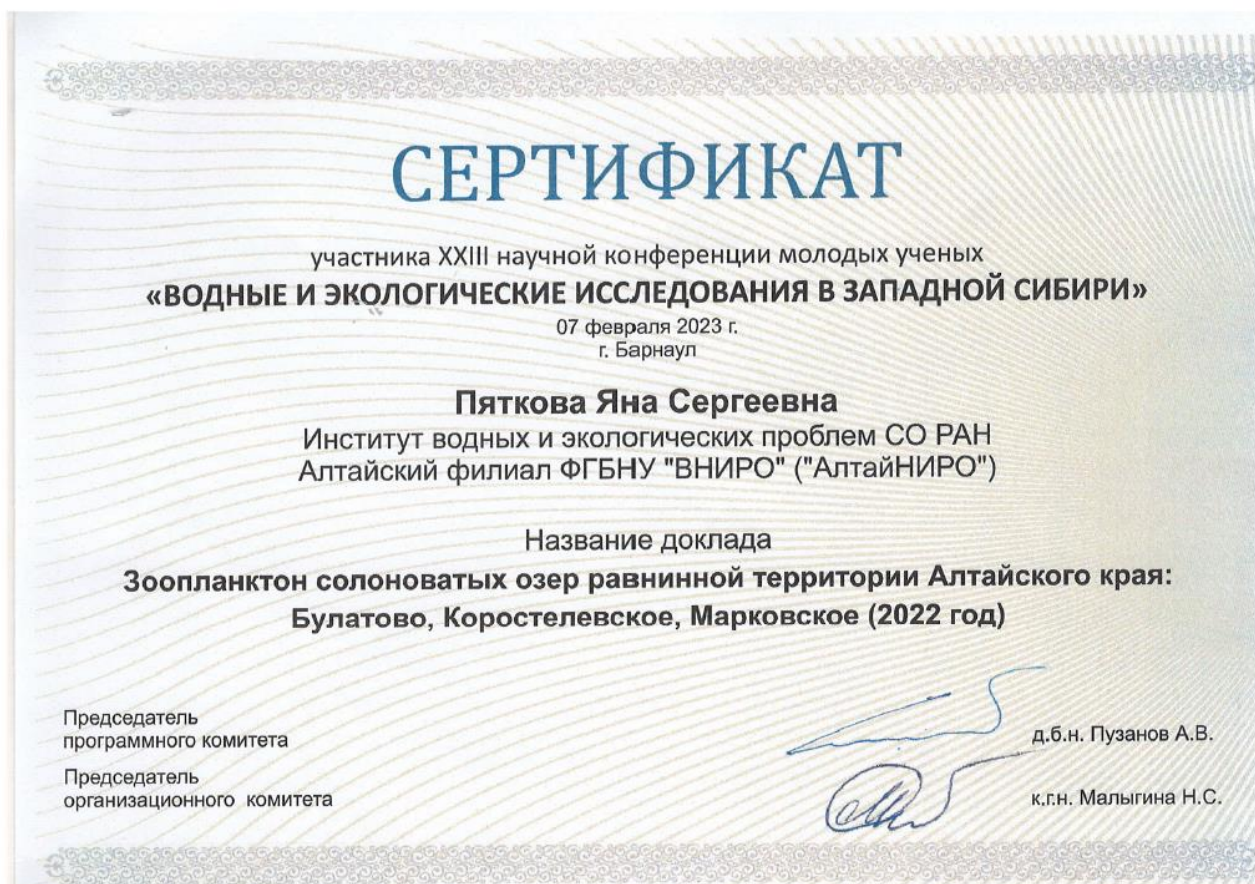 СЕРТИФИКАТ
участника XXIII научной конференции молодых ученых
«ВОДНЫЕ И ЭКОЛОГИЧЕСКИЕ ИССЛЕДОВАНИЯ В ЗАПАДНОЙ СИБИРИ»
07 февраля 2023 г.
г. Барнаул
Пяткова Яна Сергеевна
Институт водных и экологических проблем СО РАН
Алтайский филиал ФГБНУ "ВНИРО" ("АлтайНИРО")
Название доклада
Зоопланктон солоноватых озер равнинной территории Алтайского края:
Булатово, Коростелевское, Марковское (2022 год)
Председатель
программного комитета
д.б.н. Пузанов А.В.
Председатель
организационного комитета
к.г.н. Малыгина Н.С.